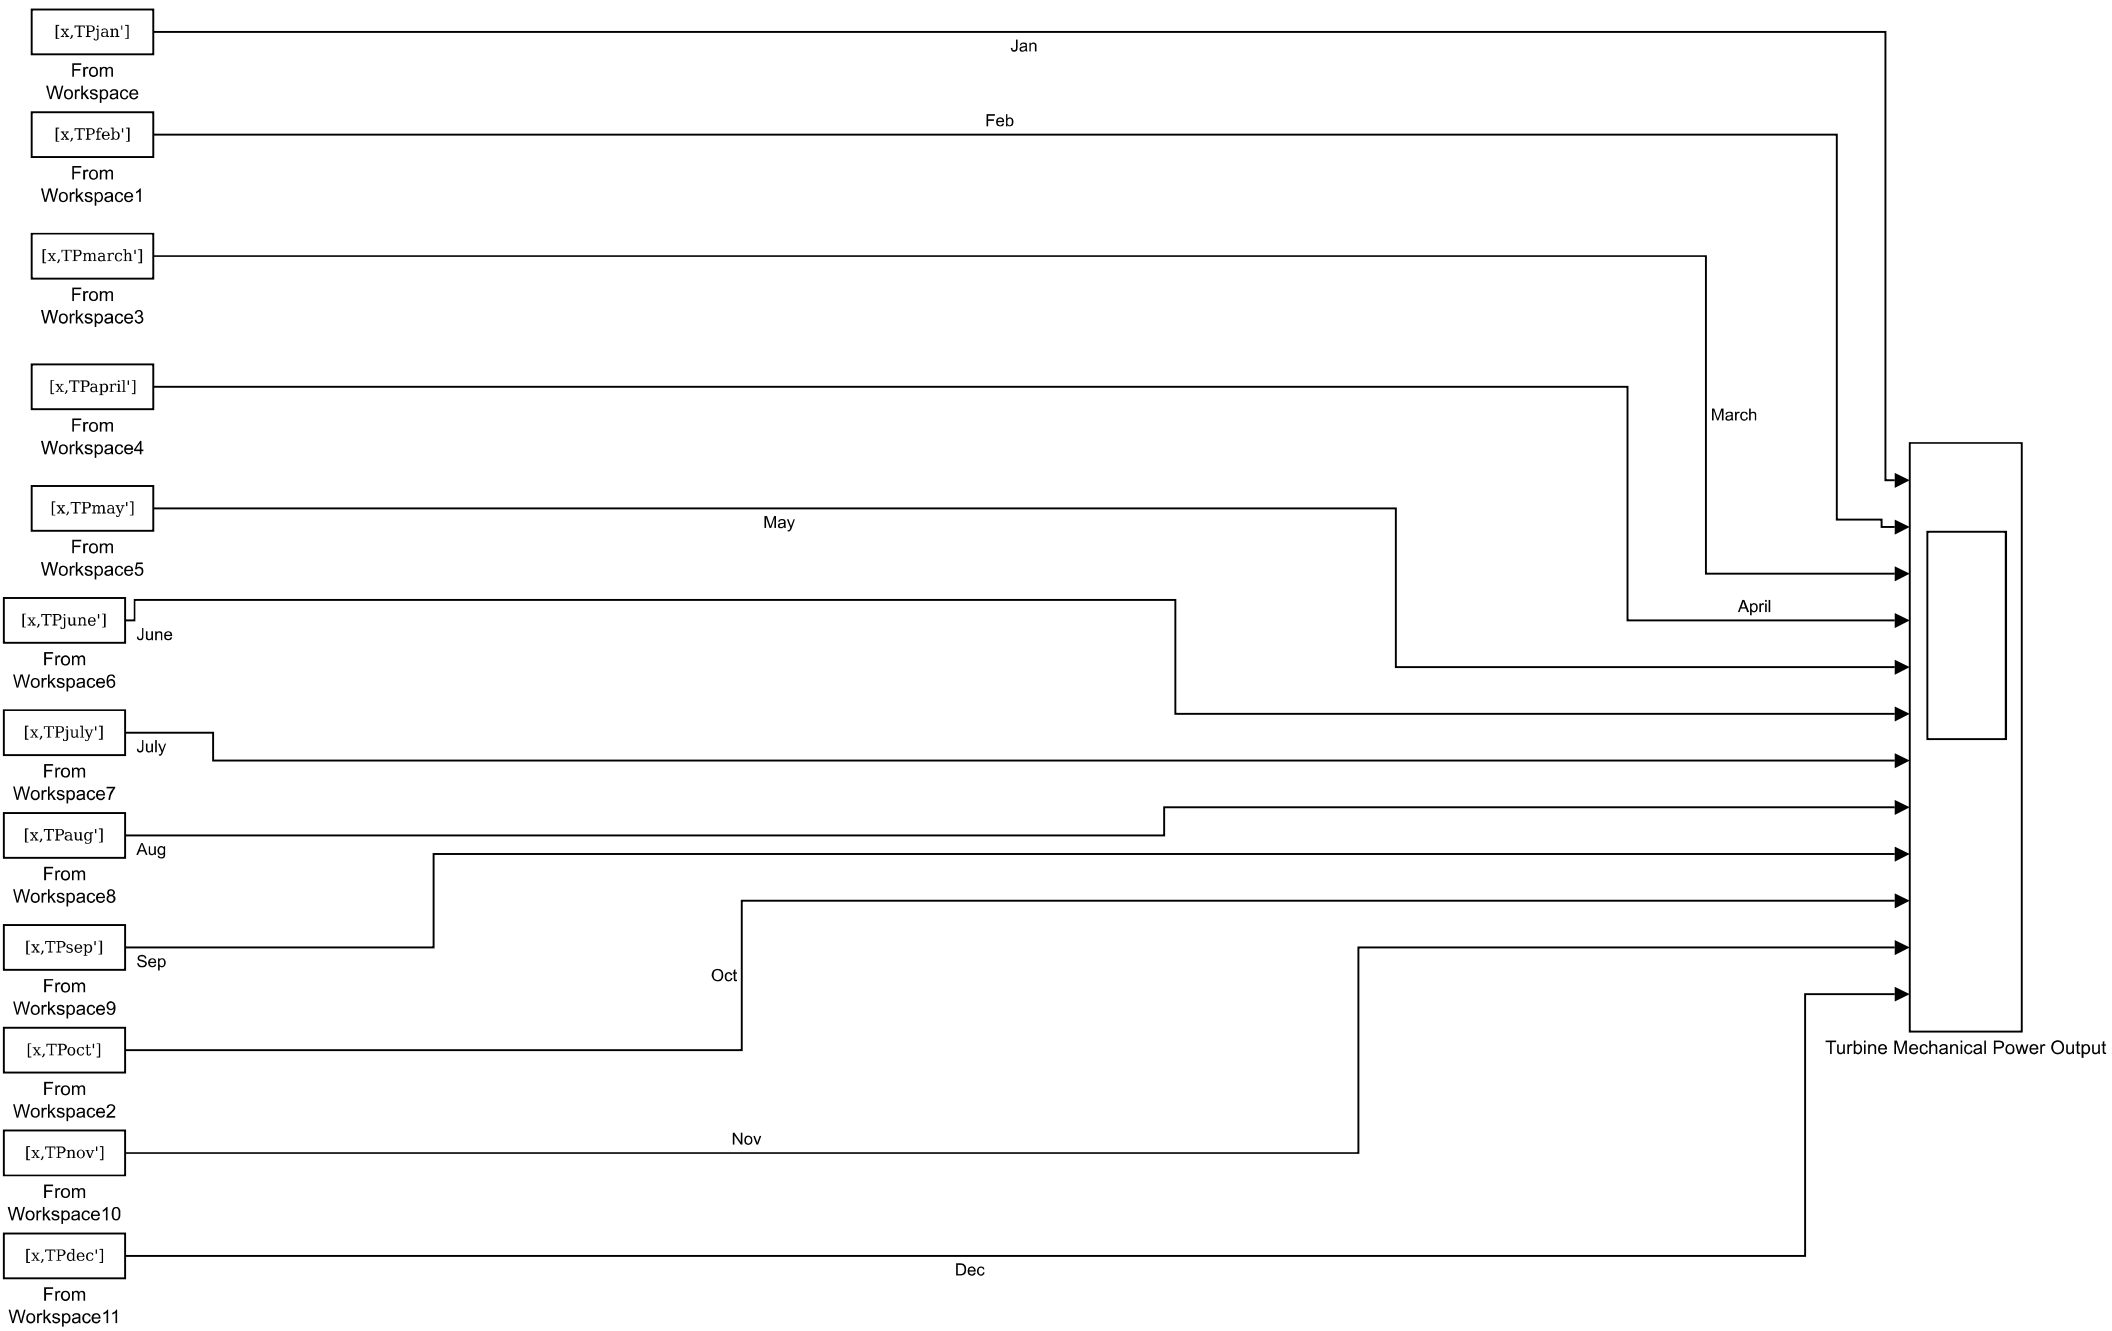 [x,TPjan']
From
Workspace
Jan
[x,TPfeb']
From
Workspace1
Feb
[x,TPmarch']
From
Workspace3
March
[x,TPapril']
From
Workspace4
April
[x,TPmay']
From
Workspace5
May
[x,TPjune']
From
Workspace6
June
[x,TPjuly']
From
Workspace7
July
[x,TPaug']
From
Workspace8
Aug
[x,TPsep']
From
Workspace9
Sep
[x,TPoct']
From
Workspace2
Oct
[x,TPnov']
From
Workspace10
Nov
[x,TPdec']
From
Workspace11
Dec
Turbine Mechanical Power Output